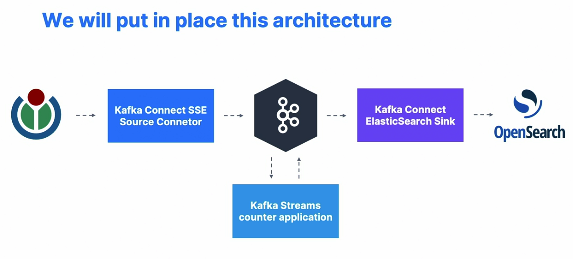 We will put in place this architecture
Kafka Connect SSE
Source Connetor
Kafka Connect
ElasticSearch Sink
OpenSearch
Kafka Streams
counter application